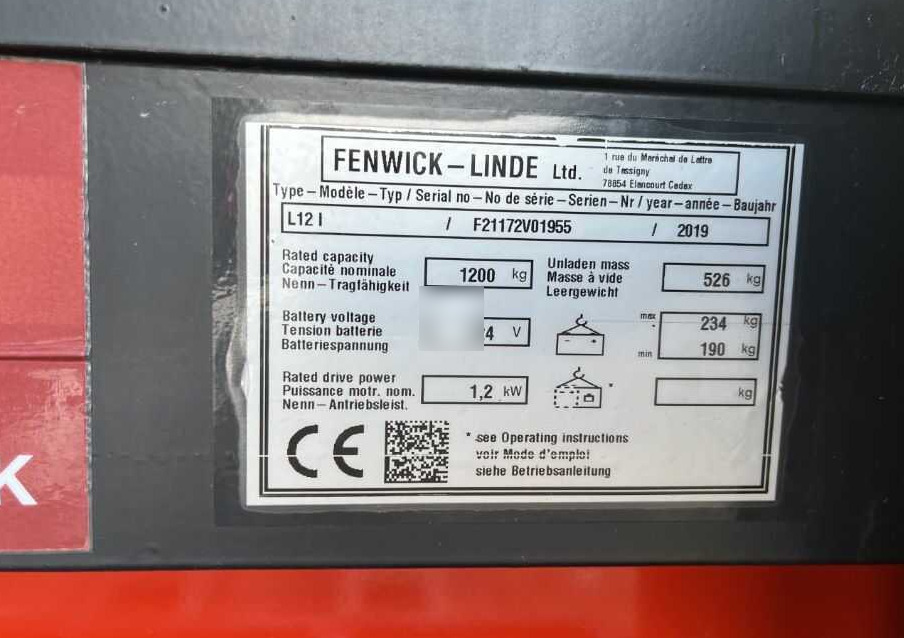 FENWICK–LINDE Ltd.
1 rue du Maréchal de Lattre
de Tassigny
78854 Elancourt Cedex
Type–Modèle–Typ / Serial no–No de série–Serien–Nr / year–année–Baujahr
L12 I / F21172V01955 / 2019
Rated capacity
Capacité nominale
Nenn–Tragfähigkeit
1200 kg
Unladen mass
Masse à vide
Leergewicht
526 kg
Battery voltage
Tension batterie
Batteriespannung
4 V
max
234 kg
min
190 kg
Rated drive power
Puissance motr. nom.
Nenn–Antriebsleist.
1,2 kW
*
kg
CE
* see Operating instructions
voir Mode d'emploi
siehe Betriebsanleitung
K